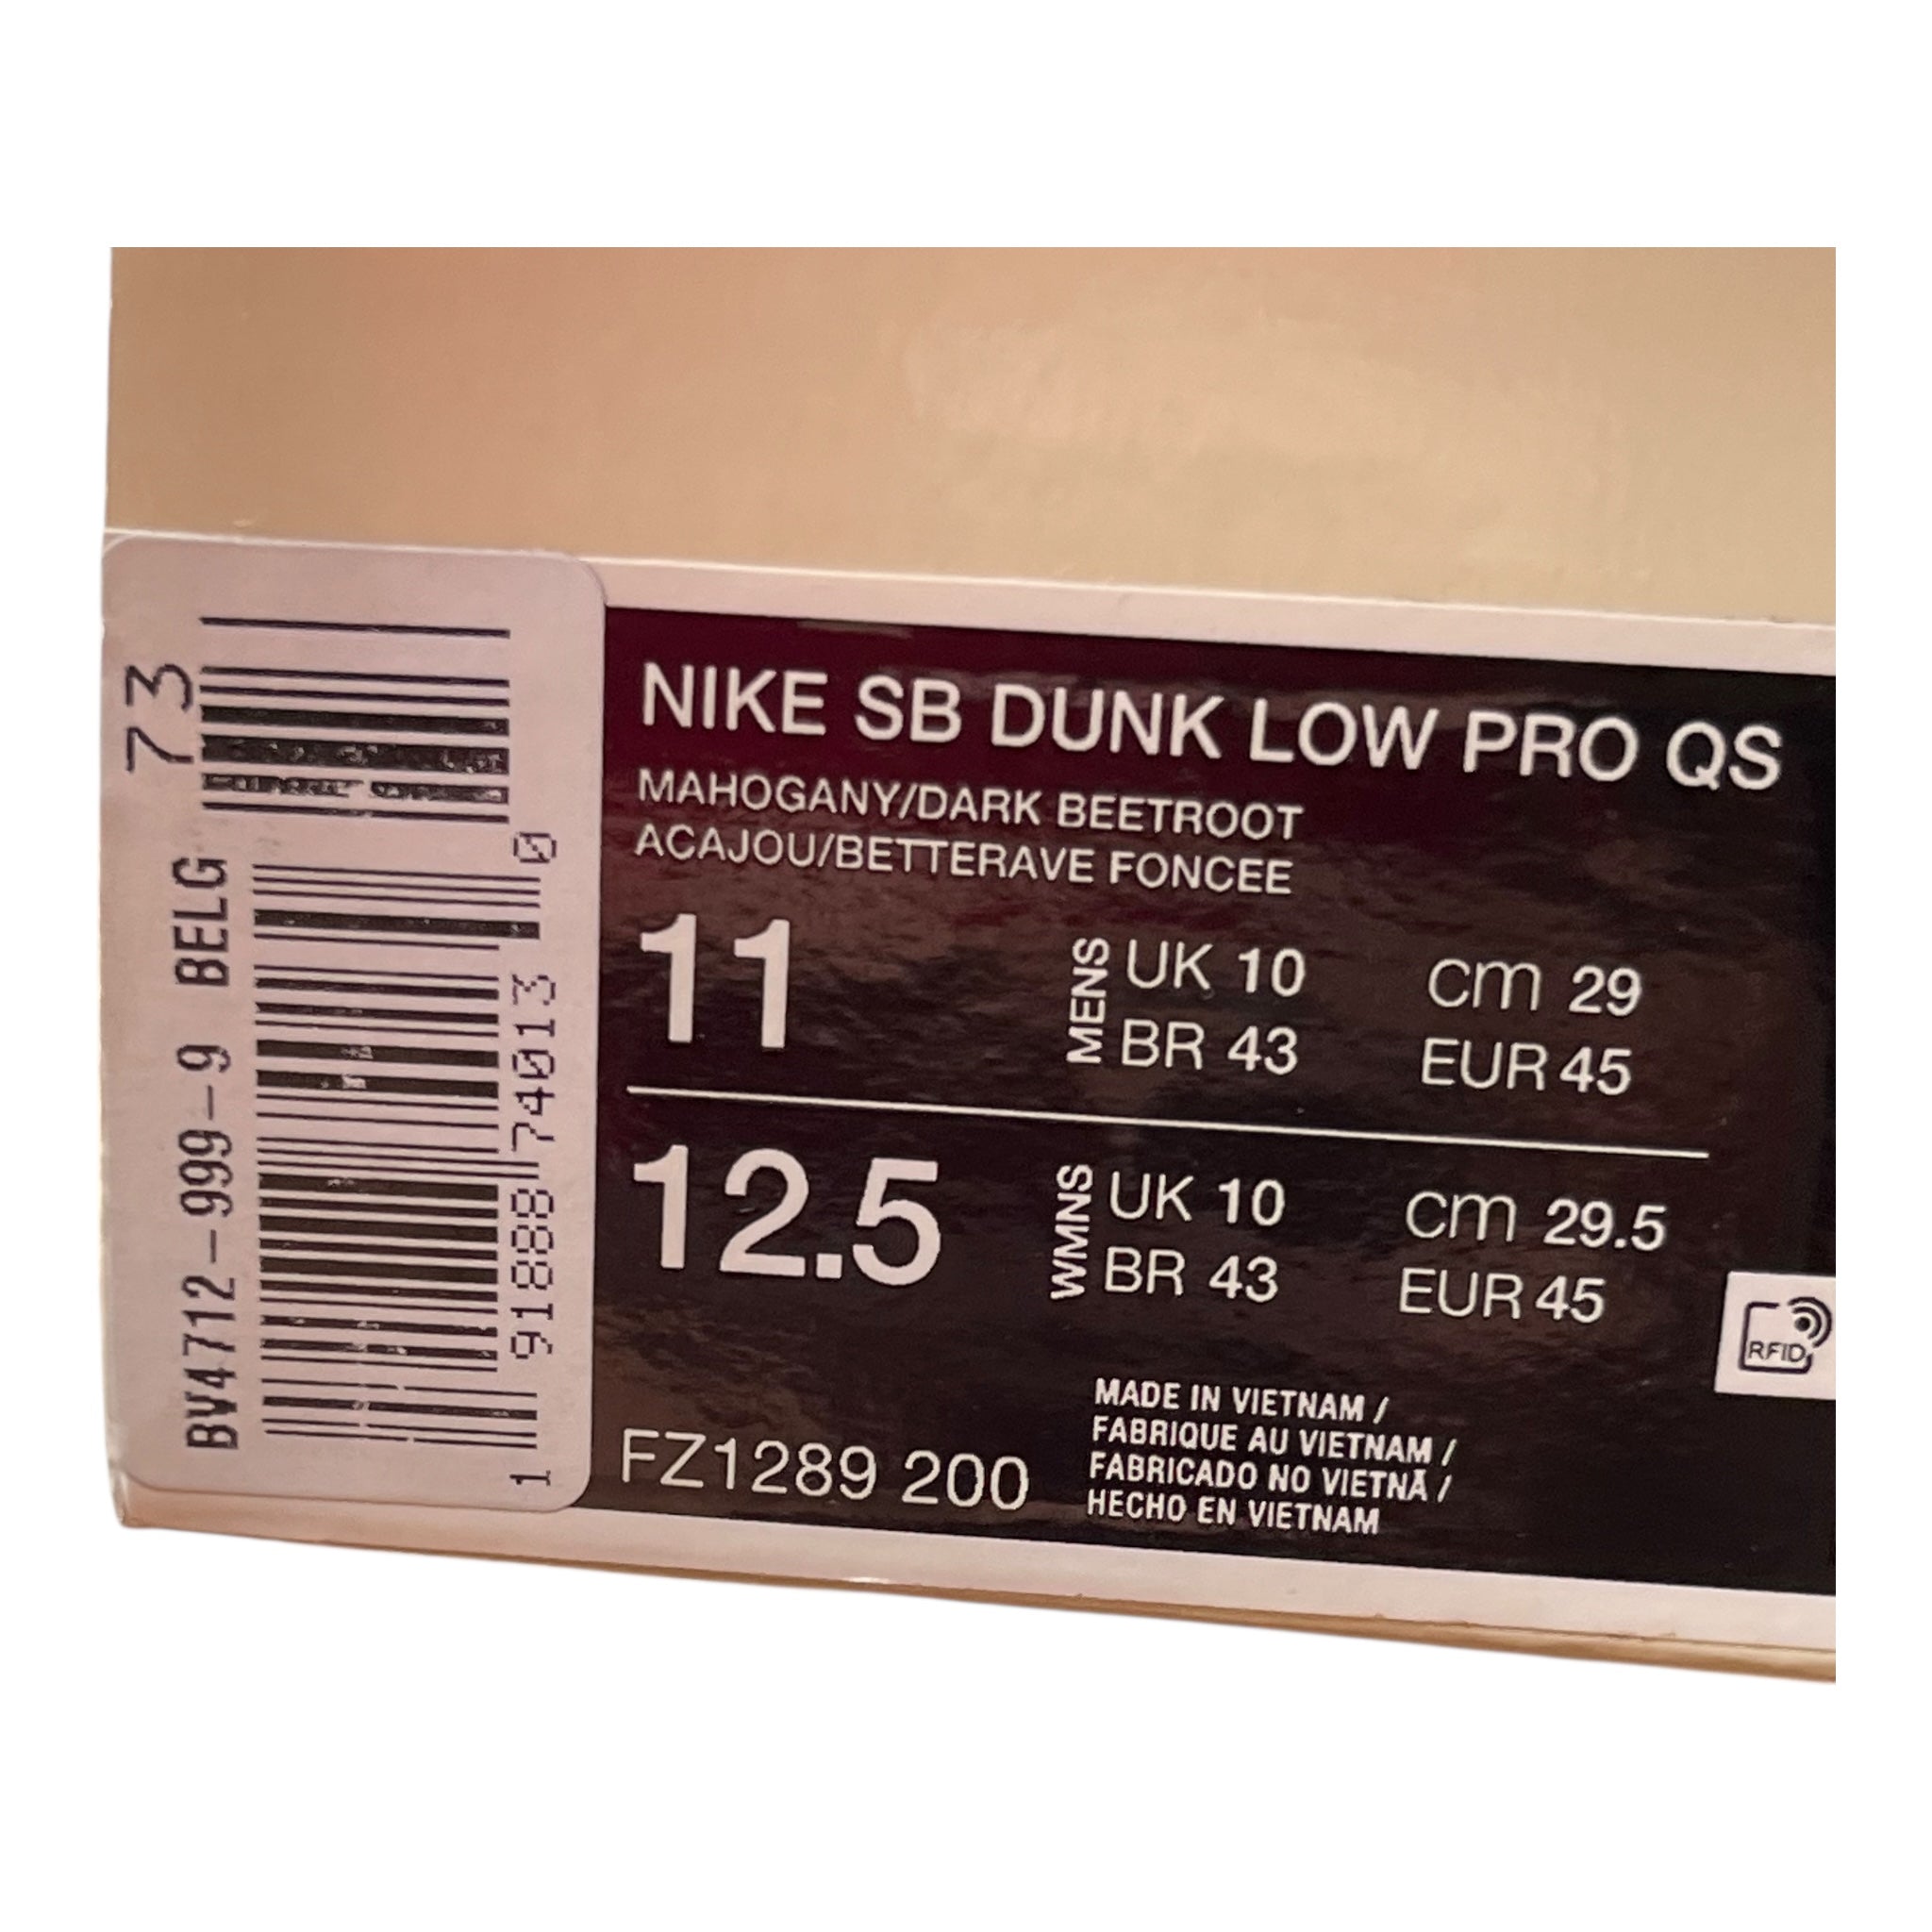 73
BV4712-999-9 BELG
1 91888 74013 0
NIKE SB DUNK LOW PRO QS
MAHOGANY/DARK BEETROOT
ACAJOU/BETTERAVE FONCEE
11 MENS UK 10 cm 29
BR 43 EUR 45
12.5 WMNS UK 10 cm 29.5
BR 43 EUR 45
RFID
FZ1289 200
MADE IN VIETNAM /
FABRIQUE AU VIETNAM /
FABRICADO NO VIETNÃ /
HECHO EN VIETNAM